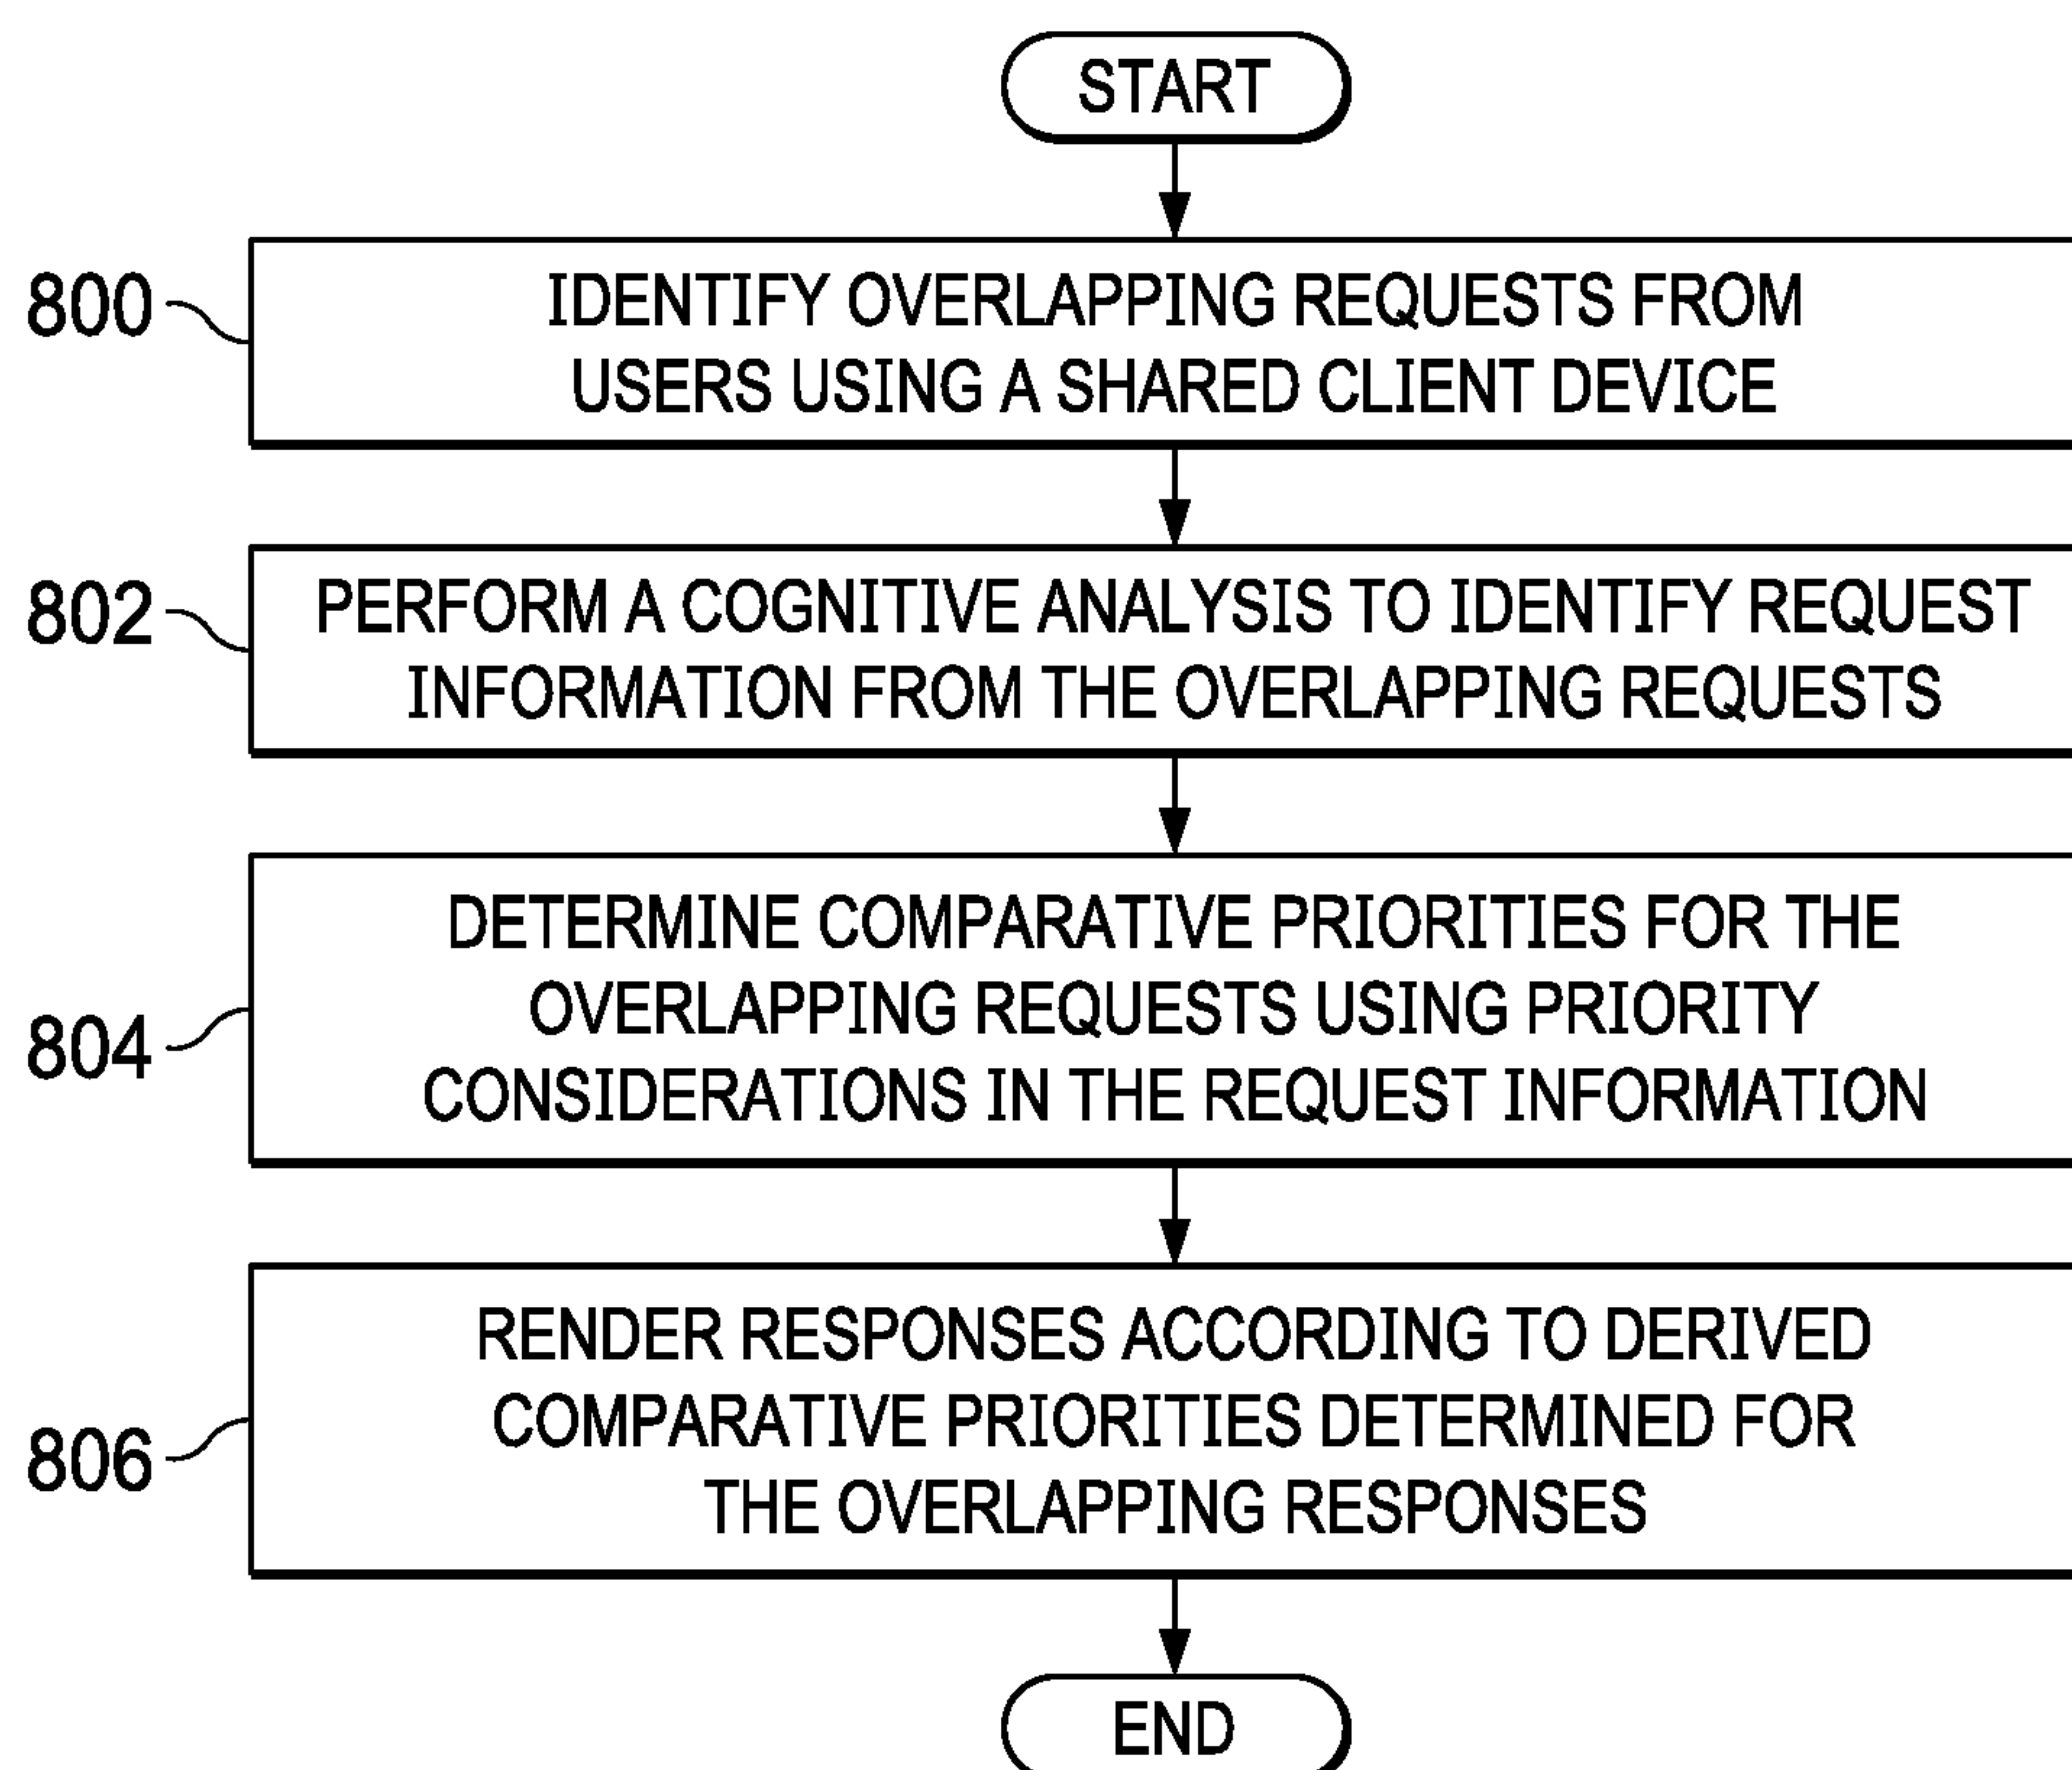 START
800
IDENTIFY OVERLAPPING REQUESTS FROM
USERS USING A SHARED CLIENT DEVICE
802
PERFORM A COGNITIVE ANALYSIS TO IDENTIFY REQUEST
INFORMATION FROM THE OVERLAPPING REQUESTS
804
DETERMINE COMPARATIVE PRIORITIES FOR THE
OVERLAPPING REQUESTS USING PRIORITY
CONSIDERATIONS IN THE REQUEST INFORMATION
806
RENDER RESPONSES ACCORDING TO DERIVED
COMPARATIVE PRIORITIES DETERMINED FOR
THE OVERLAPPING RESPONSES
END